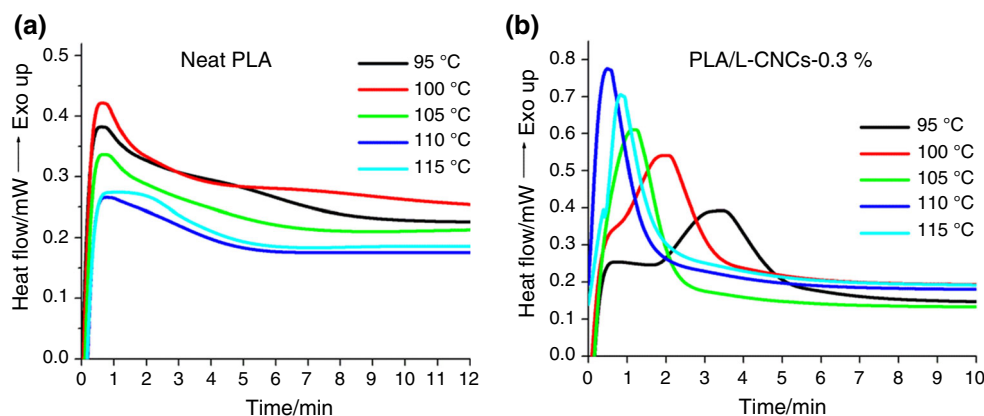 (a)
Neat PLA
95 °C
100 °C
105 °C
110 °C
115 °C
Heat flow/mW ⟶ Exo up
0.5
0.4
0.3
0.2
0.1
0.0
0 1 2 3 4 5 6 7 8 9 10 11 12
Time/min
(b)
PLA/L-CNCs-0.3 %
95 °C
100 °C
105 °C
110 °C
115 °C
Heat flow/mW ⟶ Exo up
0.8
0.7
0.6
0.5
0.4
0.3
0.2
0.1
0.0
0 1 2 3 4 5 6 7 8 9 10
Time/min